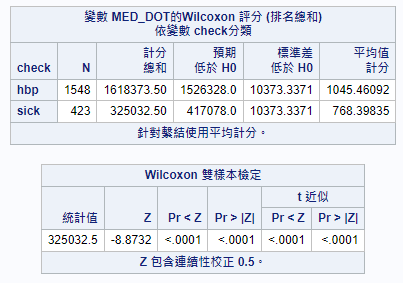 變數 MED_DOT的Wilcoxon 評分 (排名總和)
依變數 check分類
check N 計分總和 預期低於 H0 標準差低於 H0 平均值計分
hbp 1548 1618373.50 1526328.0 10373.3371 1045.46092
sick 423 325032.50 417078.0 10373.3371 768.39835
針對繫結使用平均計分。
Wilcoxon 雙樣本檢定
t 近似
統計值 Z Pr < Z Pr > |Z| Pr < Z Pr > |Z|
325032.5 -8.8732 <.0001 <.0001 <.0001 <.0001
Z 包含連續性校正 0.5。